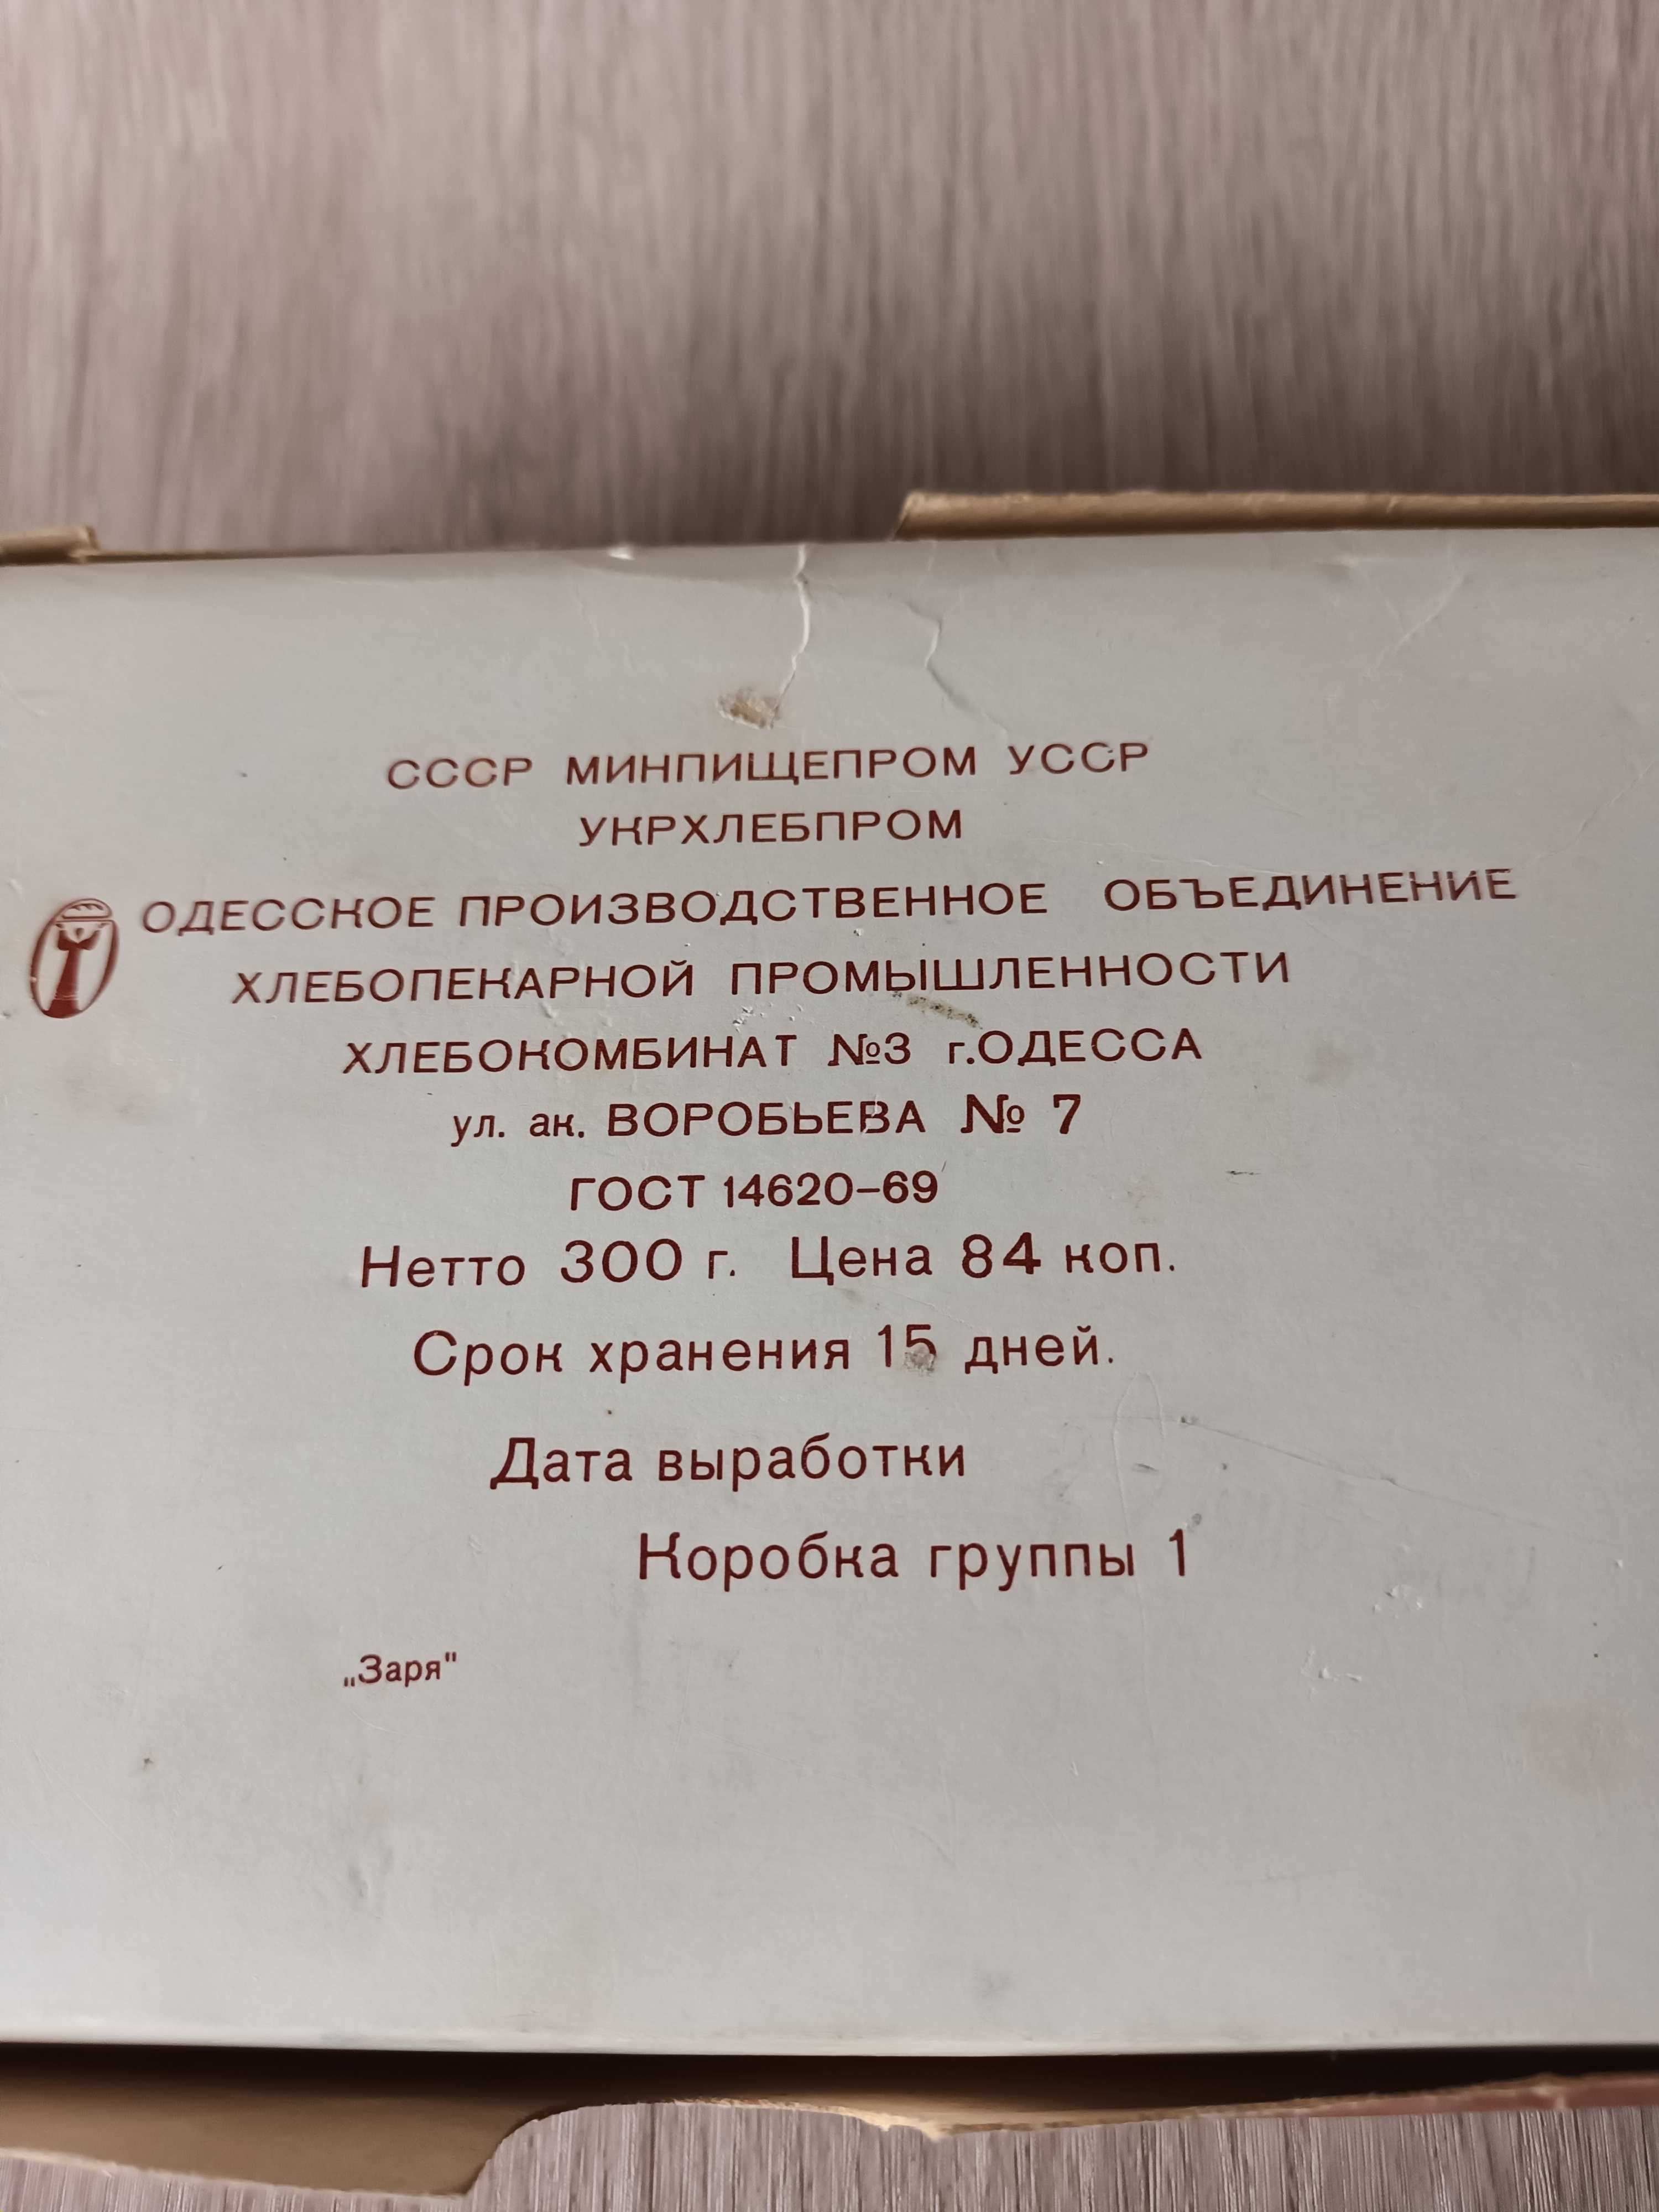 СССР МИНПИЩЕПРОМ УССР
УКРХЛЕБПРОМ
ОДЕССКОЕ ПРОИЗВОДСТВЕННОЕ ОБЪЕДИНЕНИЕ
ХЛЕБОПЕКАРНОЙ ПРОМЫШЛЕННОСТИ
ХЛЕБОКОМБИНАТ №3 г.ОДЕССА
ул. ак. ВОРОБЬЕВА № 7
ГОСТ 14620–69
Нетто 300 г. Цена 84 коп.
Срок хранения 15 дней.
Дата выработки
Коробка группы 1
„Заря"